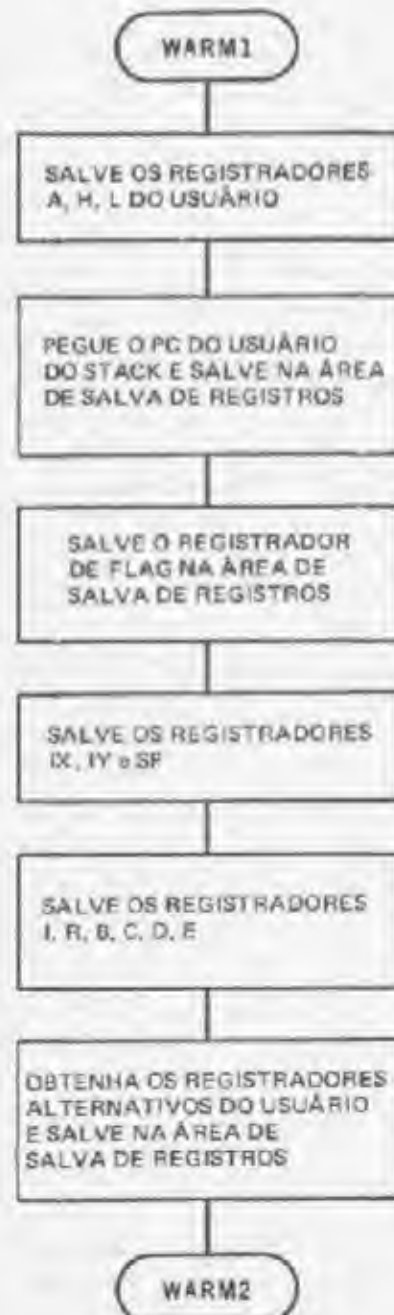 WARM1
SALVE OS REGISTRADORES
A, H, L DO USUÁRIO
PEGUE O PC DO USUÁRIO
DO STACK E SALVE NA ÁREA
DE SALVA DE REGISTROS
SALVE O REGISTRADOR
DE FLAG NA ÁREA DE
SALVA DE REGISTROS
SALVE OS REGISTRADORES
IX, IY e SP
SALVE OS REGISTRADORES
I, R, B, C, D, E
OBTENHA OS REGISTRADORES
ALTERNATIVOS DO USUÁRIO
E SALVE NA ÁREA DE
SALVA DE REGISTROS
WARM2